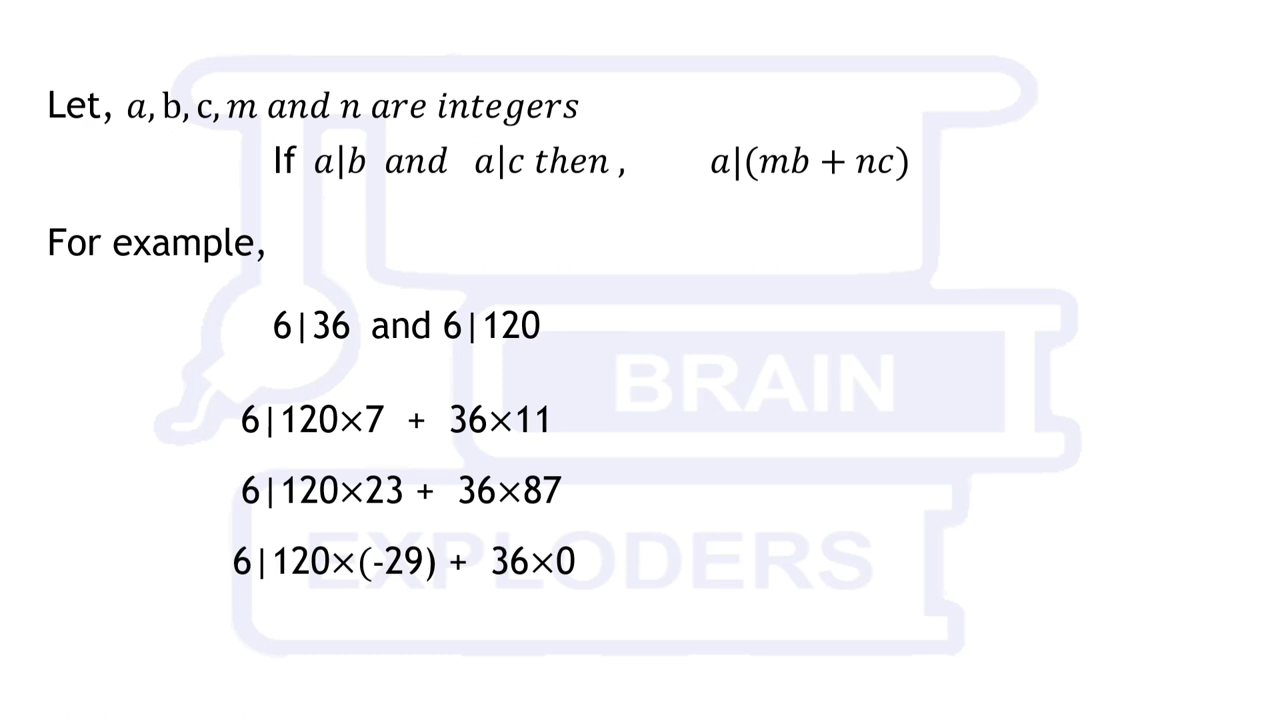 Let, a, b, c, m and n are integers
If a|b and a|c then , a|(mb + nc)
For example,
6|36 and 6|120
BRAIN
6|120×7 + 36×11
6|120×23 + 36×87
6|120×(-29) + 36×0
EXPLODERS